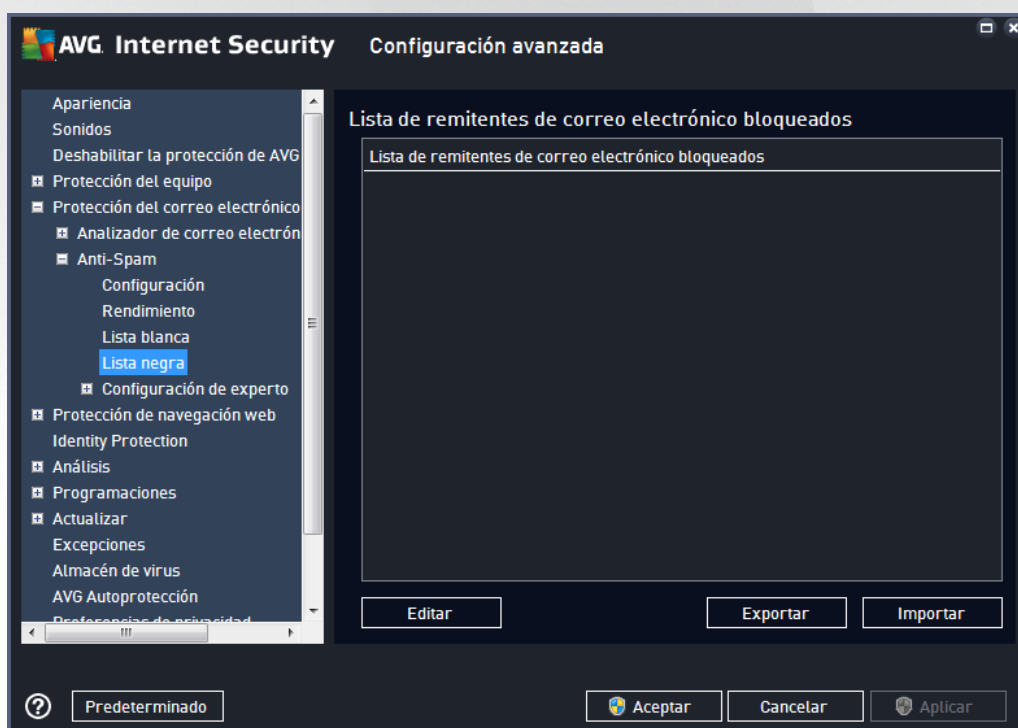 AVG. Internet Security Configuración avanzada
Apariencia
Sonidos
Deshabilitar la protección de AVG
Protección del equipo
Protección del correo electrónico
Analizador de correo electrón
Anti-Spam
Configuración
Rendimiento
Lista blanca
Lista negra
Configuración de experto
Protección de navegación web
Identity Protection
Análisis
Programaciones
Actualizar
Excepciones
Almacén de virus
AVG Autoprotección
Preferencias de privacidad
Lista de remitentes de correo electrónico bloqueados
Lista de remitentes de correo electrónico bloqueados
Editar Exportar Importar
? Predeterminado Aceptar Cancelar Aplicar